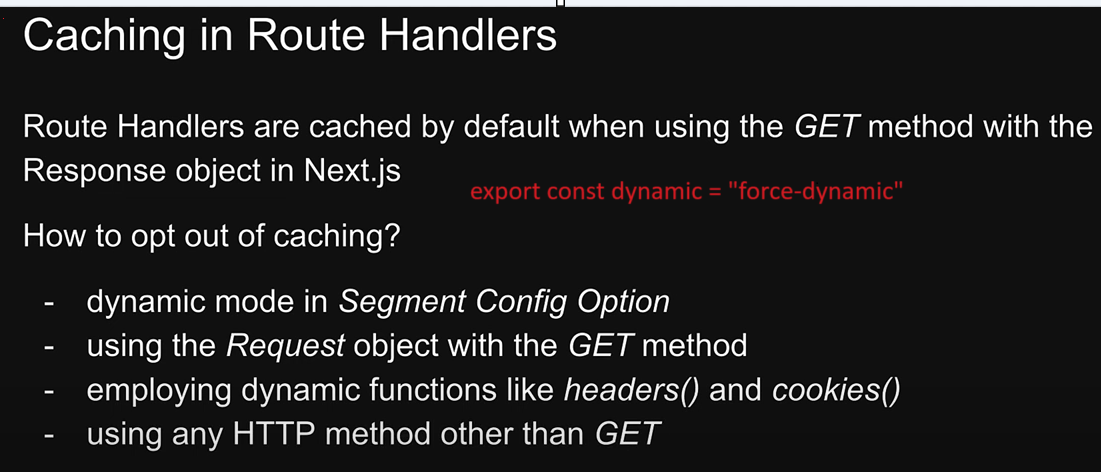 Caching in Route Handlers
Route Handlers are cached by default when using the GET method with the
Response object in Next.js
export const dynamic = "force-dynamic"
How to opt out of caching?
- dynamic mode in Segment Config Option
- using the Request object with the GET method
- employing dynamic functions like headers() and cookies()
- using any HTTP method other than GET